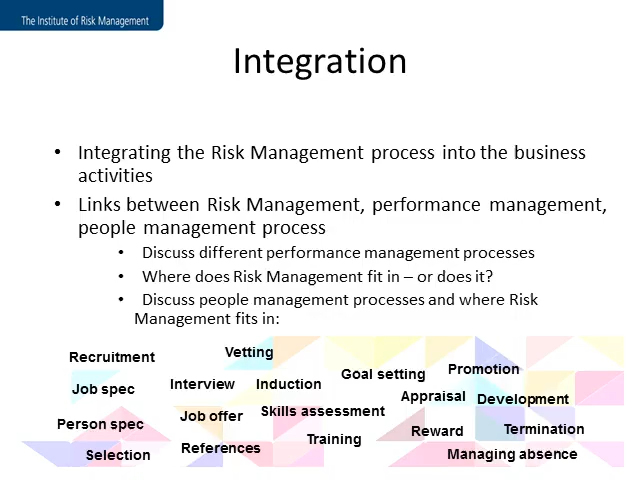 The Institute of Risk Management
Integration
• Integrating the Risk Management process into the business
activities
• Links between Risk Management, performance management,
people management process
• Discuss different performance management processes
• Where does Risk Management fit in – or does it?
• Discuss people management processes and where Risk
Management fits in:
Recruitment
Job spec
Person spec
Selection
Vetting
Interview
Induction
Job offer
Skills assessment
References
Training
Goal setting
Promotion
Appraisal
Development
Reward
Termination
Managing absence